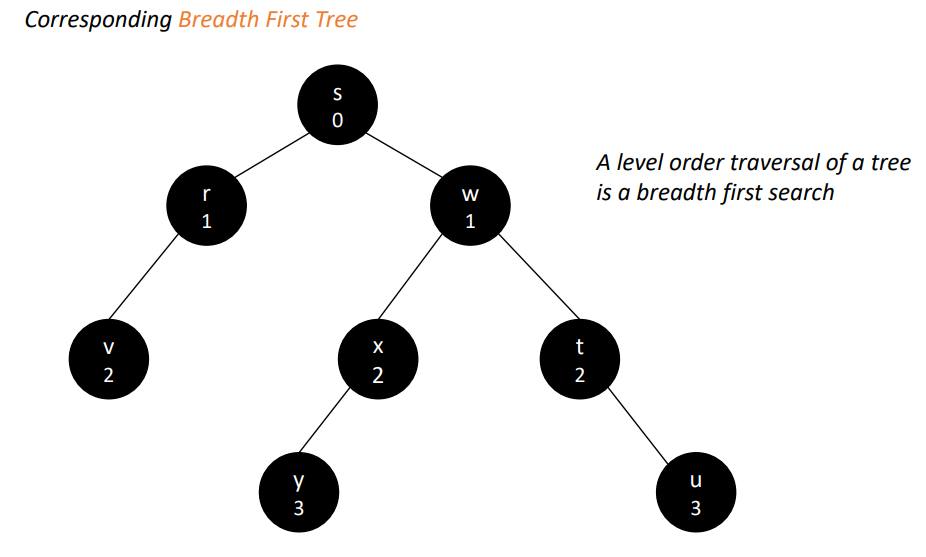 Corresponding Breadth First Tree
s
0
A level order traversal of a tree
is a breadth first search
r
1
w
1
v
2
x
2
t
2
y
3
u
3